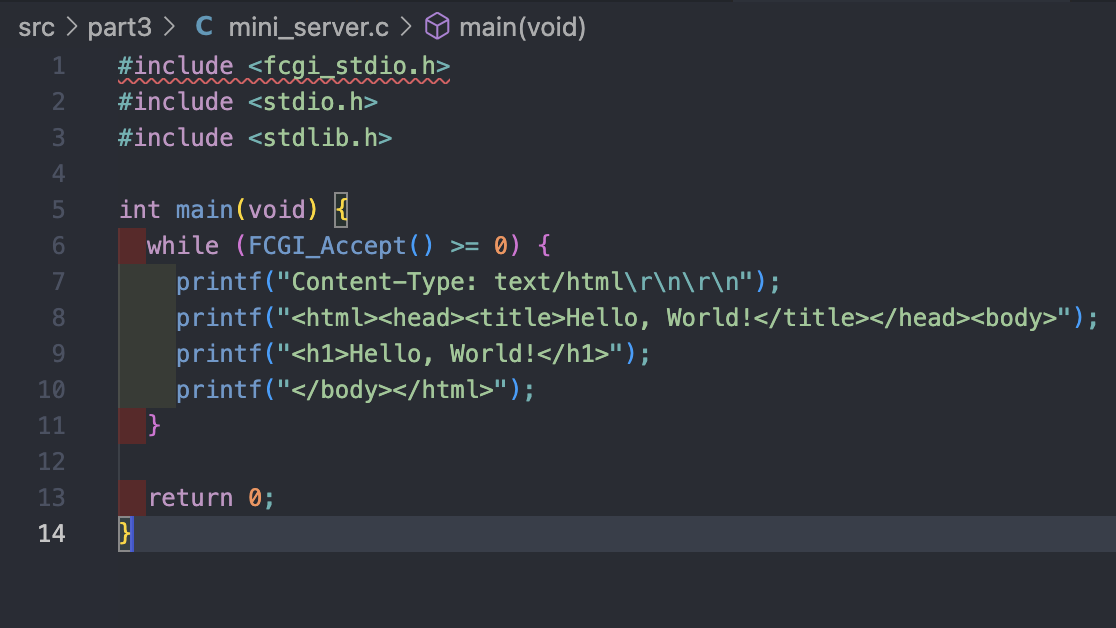 src > part3 > C mini_server.c > main(void)
1 #include <fcgi_stdio.h>
2 #include <stdio.h>
3 #include <stdlib.h>
4
5 int main(void) {
6   while (FCGI_Accept() >= 0) {
7     printf("Content-Type: text/html\r\n\r\n");
8     printf("<html><head><title>Hello, World!</title></head><body>");
9     printf("<h1>Hello, World!</h1>");
10     printf("</body></html>");
11   }
12
13   return 0;
14 }